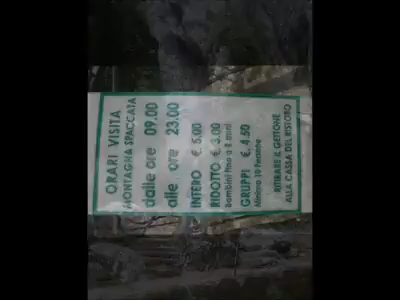 ORARI VISITA
MONTAGNA SPACCATA
dalle ore 09.00
alle ore 23.00
INTERO €. 5.00
RIDOTTO €. 3.00
bambini fino a 8 anni
GRUPPI €. 4.50
Minimo 10 Persone
RITIRARE IL GETTONE
ALLA CASSA DEL RISTORO